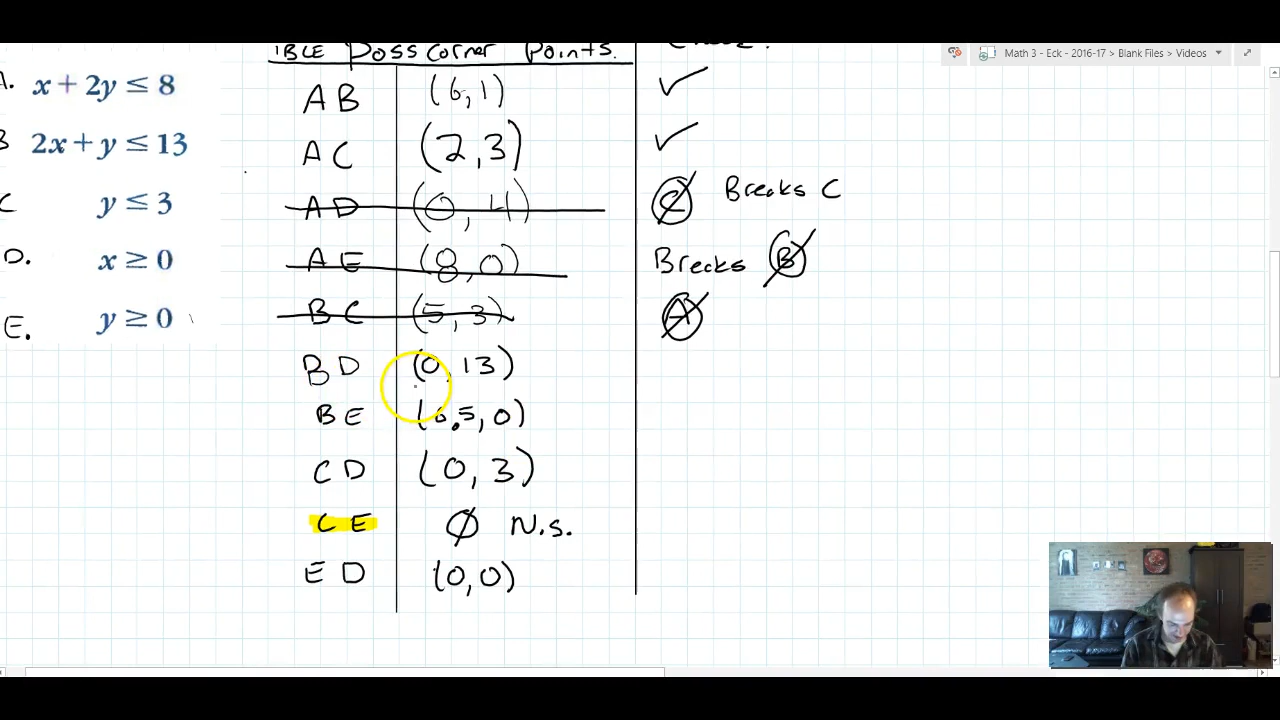 IBLE Poss Corner Points.
Math 3 - Eck - 2016-17 > Blank Files > Videos
A. x + 2y ≤ 8
B 2x + y ≤ 13
C y ≤ 3
D. x ≥ 0
E. y ≥ 0
AB (6,1) ✓
AC (2,3) ✓
AD (0,4) C Breaks C
AE (8,0) Breaks B
BC (5,3) A
BD (0,13)
BE (6.5,0)
CD (0,3)
CE Ø N.S.
ED (0,0)